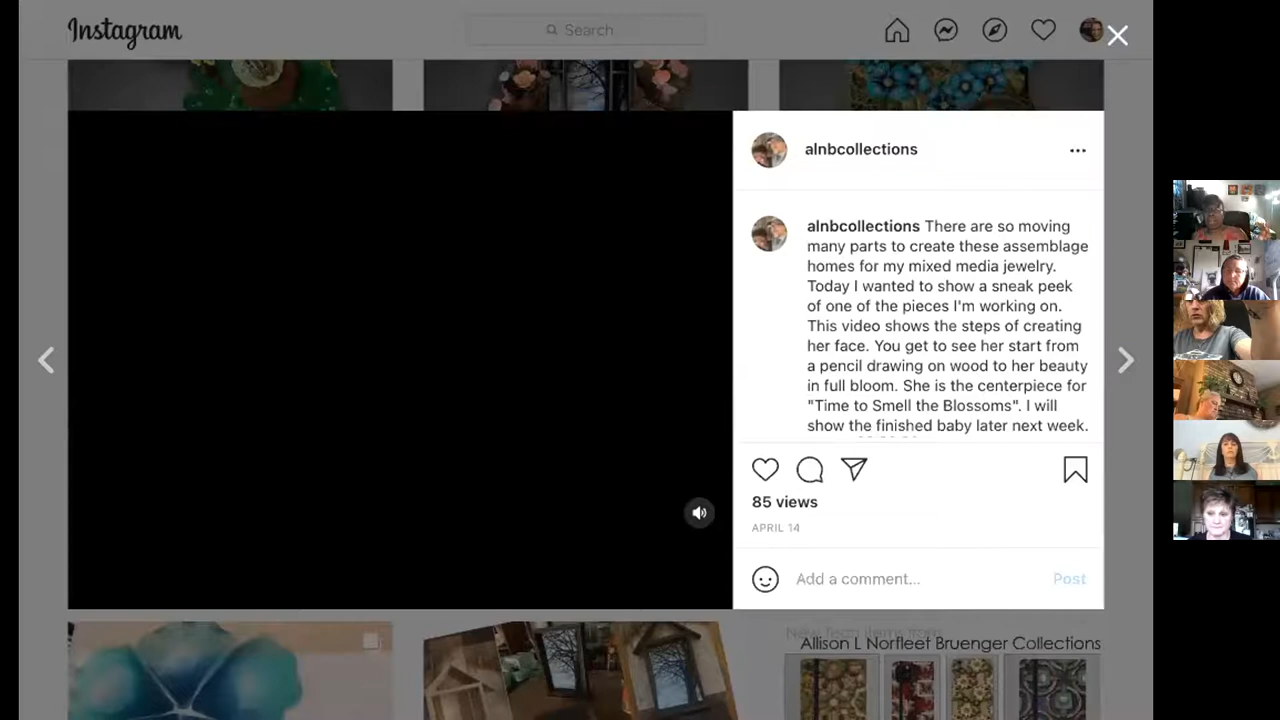 Instagram
Search
alnbcollections
alnbcollections There are so moving
many parts to create these assemblage
homes for my mixed media jewelry.
Today I wanted to show a sneak peek
of one of the pieces I'm working on.
This video shows the steps of creating
her face. You get to see her start from
a pencil drawing on wood to her beauty
in full bloom. She is the centerpiece for
"Time to Smell the Blossoms". I will
show the finished baby later next week.
85 views
APRIL 14
Add a comment...
Post
New Teen items from
Allison L Norfleet Bruenger Collections